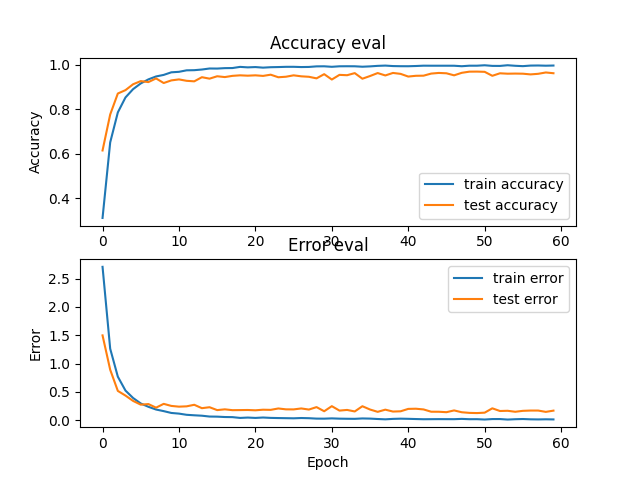 Accuracy eval
1.0
0.8
0.6
0.4
Accuracy
train accuracy
test accuracy
0 10 20 30 40 50 60
Error eval
2.5
2.0
1.5
1.0
0.5
0.0
Error
train error
test error
0 10 20 30 40 50 60
Epoch